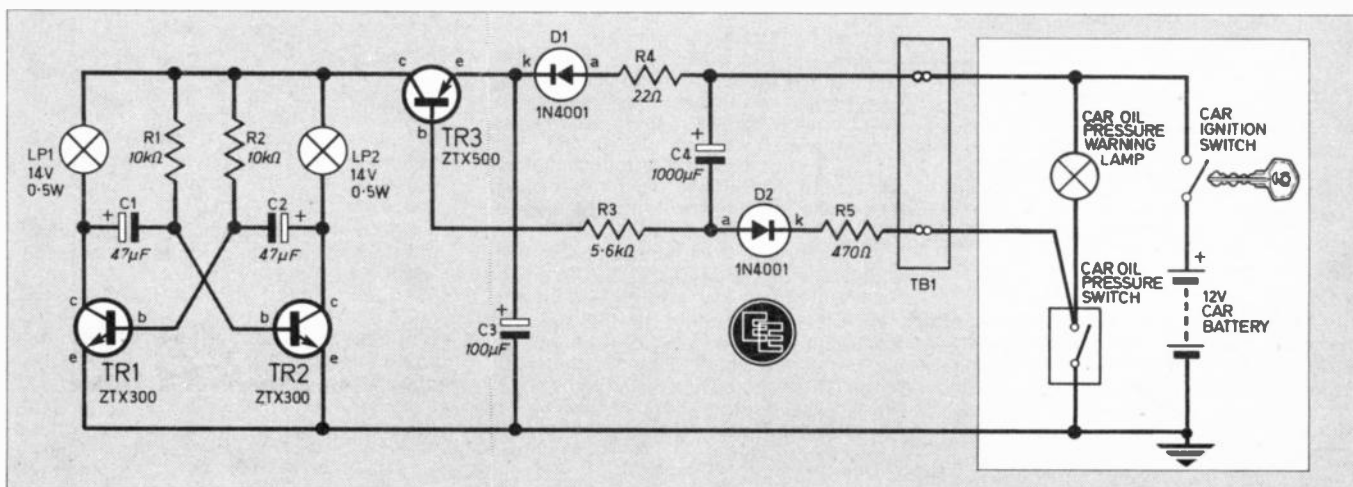 D1
k
a
1N4001
R4
22Ω
c
e
b
TR3
ZTX500
LP1
14V
0·5W
R1
10kΩ
R2
10kΩ
LP2
14V
0·5W
+
C1
47µF
C2
+
47µF
c
b
e
TR1
ZTX300
c
b
e
TR2
ZTX300
+
C3
100µF
R3
5·6kΩ
+
C4
1000µF
a
D2
k
1N4001
R5
470Ω
TB1
EE
CAR OIL
PRESSURE
WARNING
LAMP
CAR
IGNITION
SWITCH
CAR OIL
PRESSURE
SWITCH
+
12V
CAR
BATTERY